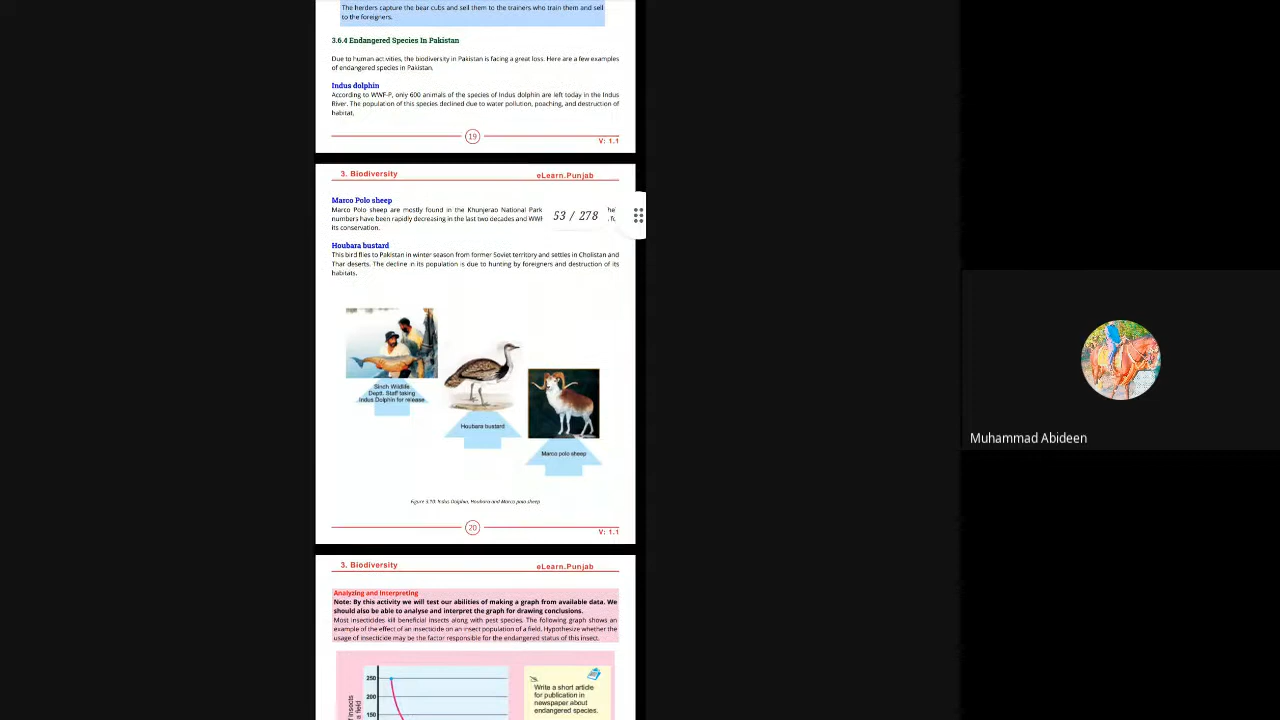 The herders capture the bear cubs and sell them to the trainers who train them and sell
to the foreigners.
3.6.4 Endangered Species In Pakistan
Due to human activities, the biodiversity in Pakistan is facing a great loss. Here are a few examples
of endangered species in Pakistan.
Indus dolphin
According to WWF-P, only 600 animals of the species of Indus dolphin are left today in the Indus
River. The population of this species declined due to water pollution, poaching, and destruction of
habitat.
19
V: 1.1
3. Biodiversity
eLearn.Punjab
Marco Polo sheep
Marco Polo sheep are mostly found in the Khunjerao National Park
numbers have been rapidly decreasing in the last two decades and
its conservation.
53 / 278
Houbara bustard
This bird flies to Pakistan in winter season from former Soviet territory and settles in Cholistan and
Thar deserts. The decline in its population is due to hunting by foreigners and destruction of its
habitats.
Sindh Wildlife
Deptt. Staff taking
Indus Dolphin for release
Houbara bustard
Marco polo sheep
Figure 3.10: Indus Dolphin, Houbara and Marco polo sheep
20
V: 1.1
3. Biodiversity
eLearn.Punjab
Analyzing and Interpreting
Note: By this activity we will test our abilities of making a graph from available data. We
should also be able to analyse and interpret the graph for drawing conclusions.
Most insecticides kill beneficial insects along with pest species. The following graph shows an
example of the effect of an insecticide on an insect population of a field. Hypothesize whether the
usage of insecticide may be the factor responsible for the endangered status of this insect.
250
200
150
insects
a field
Write a short article
for publication in
newspaper about
endangered species.
Muhammad Abideen